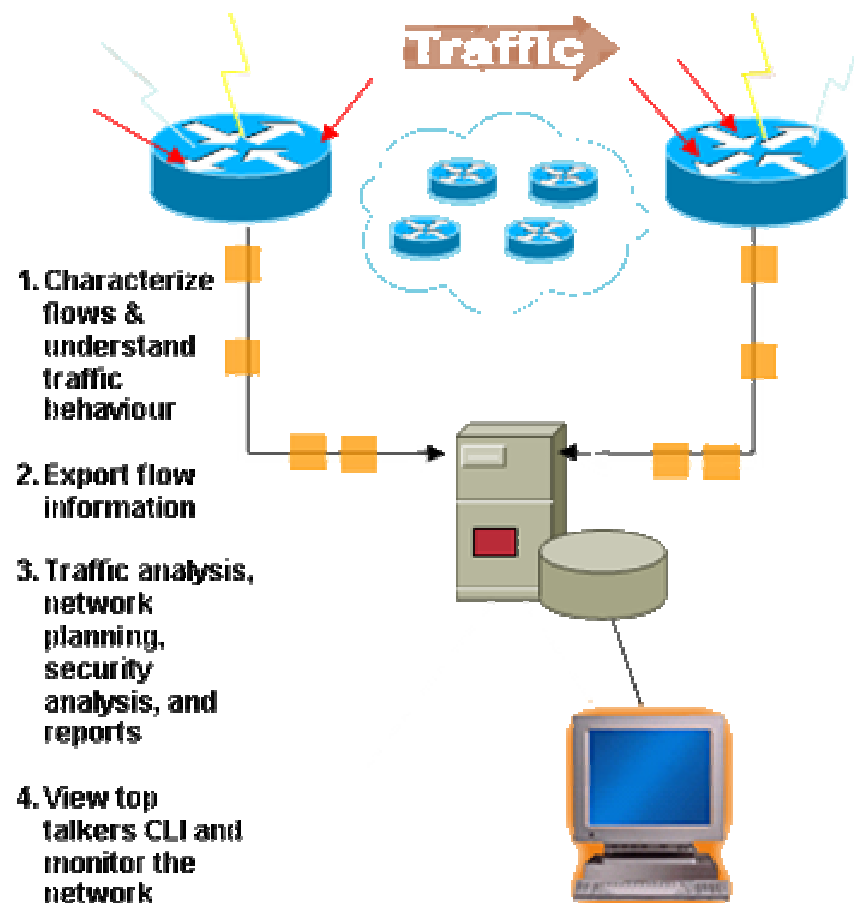 Traffic
1. Characterize
flows &
understand
traffic
behaviour
2. Export flow
information
3. Traffic analysis,
network
planning,
security
analysis, and
reports
4. View top
talkers CLI and
monitor the
network